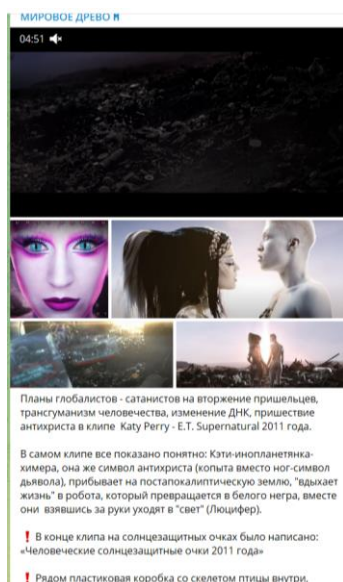 МИРОВОЕ ДРЕВО
04:51
Планы глобалистов - сатанистов на вторжение пришельцев,
трансгуманизм человечества, изменение ДНК, пришествие
антихриста в клипе Katy Perry - E.T. Supernatural 2011 года.
В самом клипе все показано понятно: Кэти-инопланетянка-
химера, она же символ антихриста (копыта вместо ног-символ
дьявола), прибывает на постапокалиптическую землю, "вдыхает
жизнь" в робота, который превращается в белого негра, вместе
они взявшись за руки уходят в "свет" (Люцифер).
❗ В конце клипа на солнцезащитных очках было написано:
«Человеческие солнцезащитные очки 2011 года»
❗ Рядом пластиковая коробка со скелетом птицы внутри,